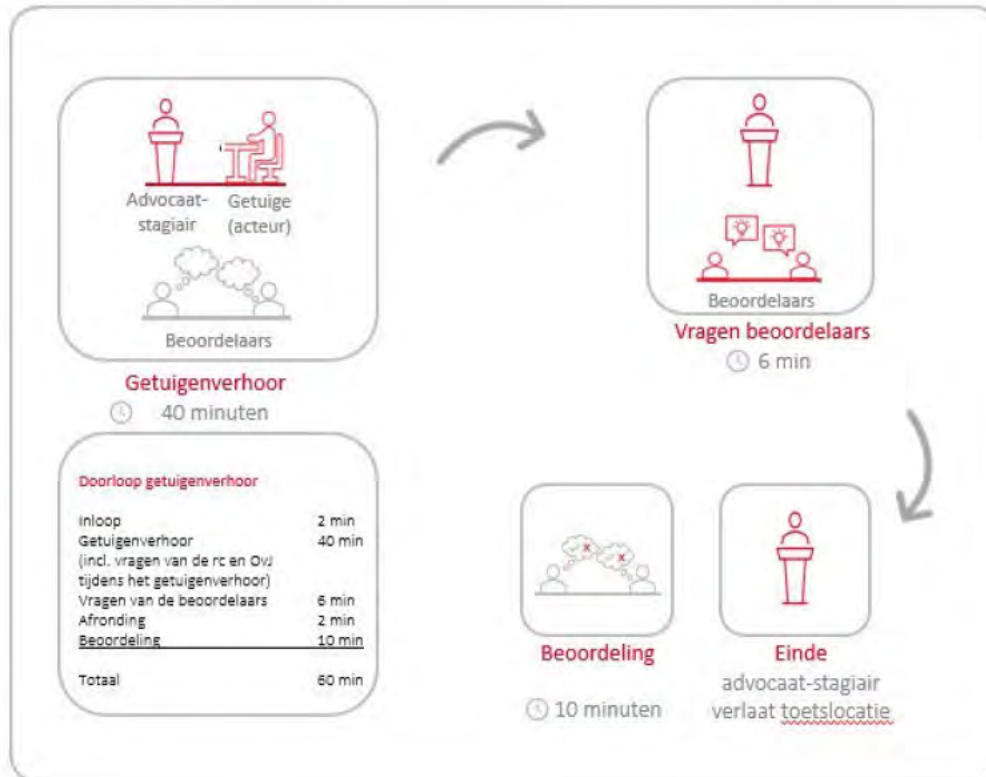 Advocaat-
stagiair
Getuige
(acteur)
Beoordelaars
Getuigenverhoor
40 minuten
Beoordelaars
Vragen beoordelaars
6 min
Doorloop getuigenverhoor
Inloop 2 min
Getuigenverhoor 40 min
(incl. vragen van de rc en OvJ
tijdens het getuigenverhoor)
Vragen van de beoordelaars 6 min
Afronding 2 min
Beoordeling 10 min
Totaal 60 min
Beoordeling
10 minuten
Einde
advocaat-stagiair
verlaat toetslocatie